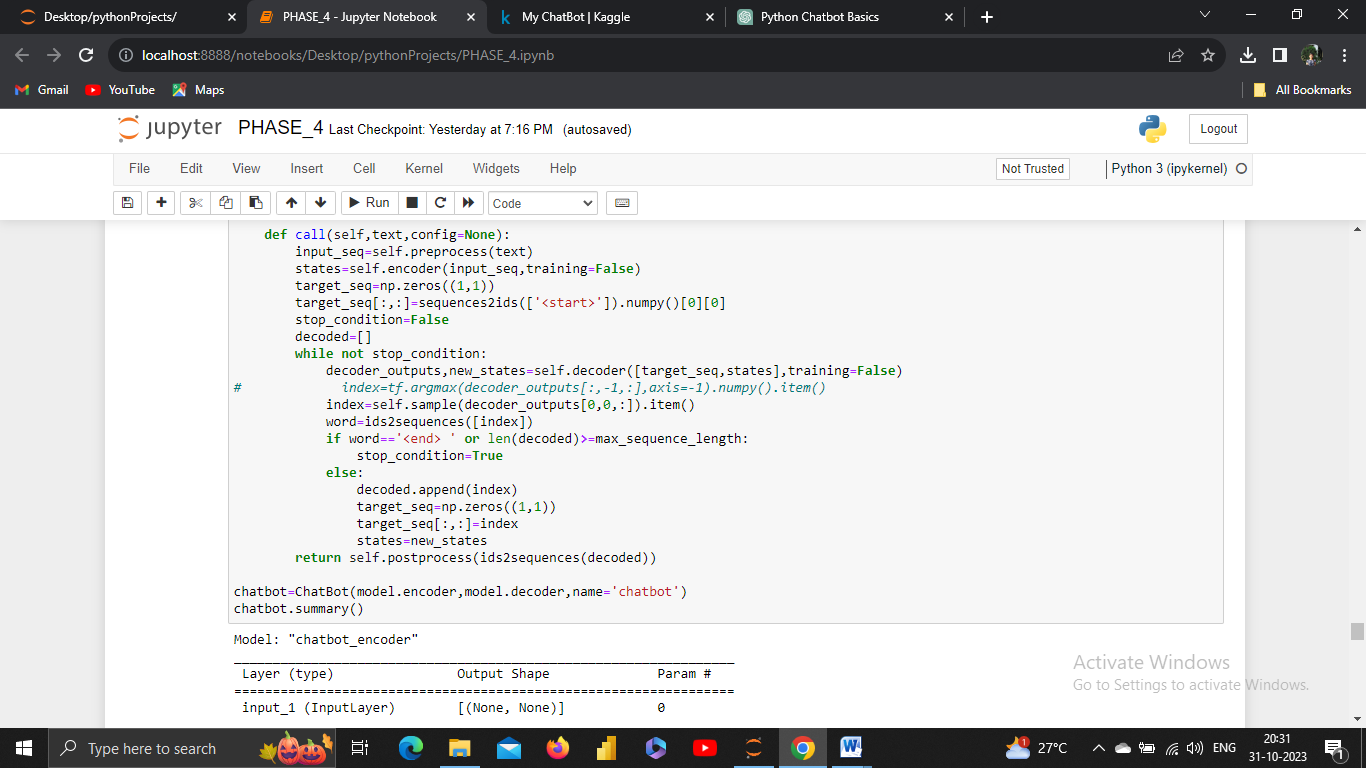 Desktop/pythonProjects/
PHASE_4 - Jupyter Notebook
My ChatBot | Kaggle
Python Chatbot Basics
localhost:8888/notebooks/Desktop/pythonProjects/PHASE_4.ipynb
Gmail
YouTube
Maps
All Bookmarks
jupyter PHASE_4 Last Checkpoint: Yesterday at 7:16 PM (autosaved)
Logout
File Edit View Insert Cell Kernel Widgets Help
Not Trusted
Python 3 (ipykernel)
Run
Code
def call(self,text,config=None):
input_seq=self.preprocess(text)
states=self.encoder(input_seq,training=False)
target_seq=np.zeros((1,1))
target_seq[:,:]=sequences2ids(['<start>']).numpy()[0][0]
stop_condition=False
decoded=[]
while not stop_condition:
decoder_outputs,new_states=self.decoder([target_seq,states],training=False)
# index=tf.argmax(decoder_outputs[:,-1,:],axis=-1).numpy().item()
index=self.sample(decoder_outputs[0,0,:]).item()
word=ids2sequences([index])
if word=='<end> ' or len(decoded)>=max_sequence_length:
stop_condition=True
else:
decoded.append(index)
target_seq=np.zeros((1,1))
target_seq[:,:]=index
states=new_states
return self.postprocess(ids2sequences(decoded))
chatbot=ChatBot(model.encoder,model.decoder,name='chatbot')
chatbot.summary()
Model: "chatbot_encoder"
Layer (type) Output Shape Param #
input_1 (InputLayer) [(None, None)] 0
Activate Windows
Go to Settings to activate Windows.
Type here to search
1
27°C
ENG
20:31
31-10-2023
1